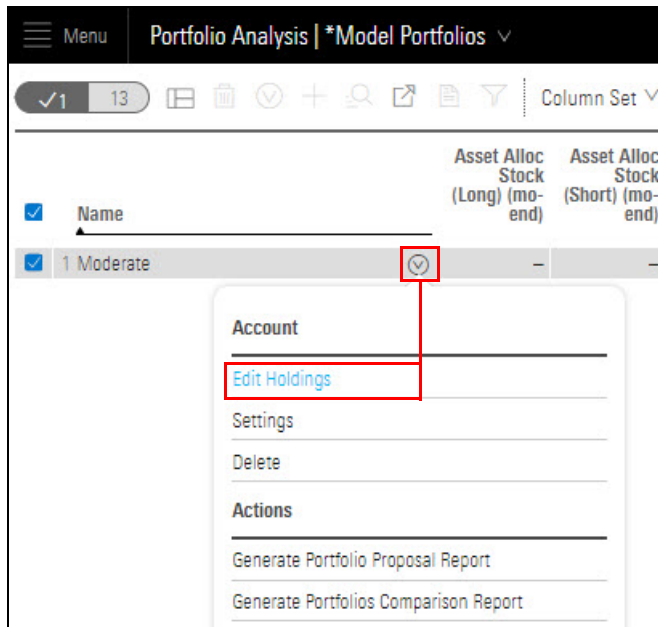 Menu
Portfolio Analysis | *Model Portfolios
1 13
Column Set
Asset Alloc Stock (Long) (mo-end)
Asset Alloc Stock (Short) (mo-end)
Name
1 Moderate – –
Account
Edit Holdings
Settings
Delete
Actions
Generate Portfolio Proposal Report
Generate Portfolios Comparison Report